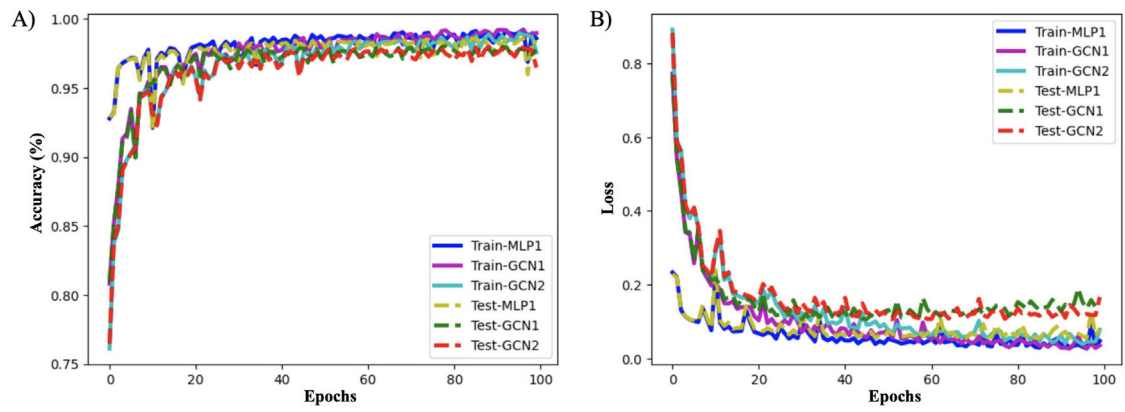 A)
1.00
0.95
0.90
0.85
0.80
0.75
Accuracy (%)
Train-MLP1
Train-GCN1
Train-GCN2
Test-MLP1
Test-GCN1
Test-GCN2
0
20
40
60
80
100
Epochs
B)
0.8
0.6
0.4
0.2
0.0
Loss
Train-MLP1
Train-GCN1
Train-GCN2
Test-MLP1
Test-GCN1
Test-GCN2
0
20
40
60
80
100
Epochs